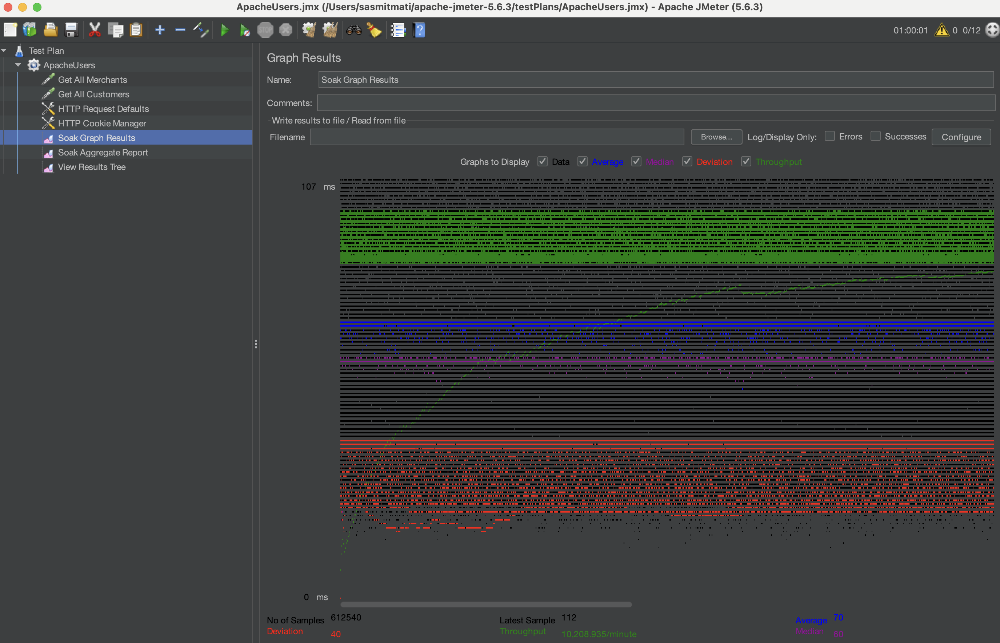 ApacheUsers.jmx (/Users/sasmitmati/apache-jmeter-5.6.3/testPlans/ApacheUsers.jmx) - Apache JMeter (5.6.3)
STOP
01:00:01 0 0/12
Test Plan
ApacheUsers
Get All Merchants
Get All Customers
HTTP Request Defaults
HTTP Cookie Manager
Soak Graph Results
Soak Aggregate Report
View Results Tree
Graph Results
Name: Soak Graph Results
Comments:
Write results to file / Read from file
Filename Browse... Log/Display Only: Errors Successes Configure
Graphs to Display Data Average Median Deviation Throughput
107 ms
0 ms
No of Samples 612540 Latest Sample 112 Average 70
Deviation 40 Throughput 10,208.935/minute Median 60